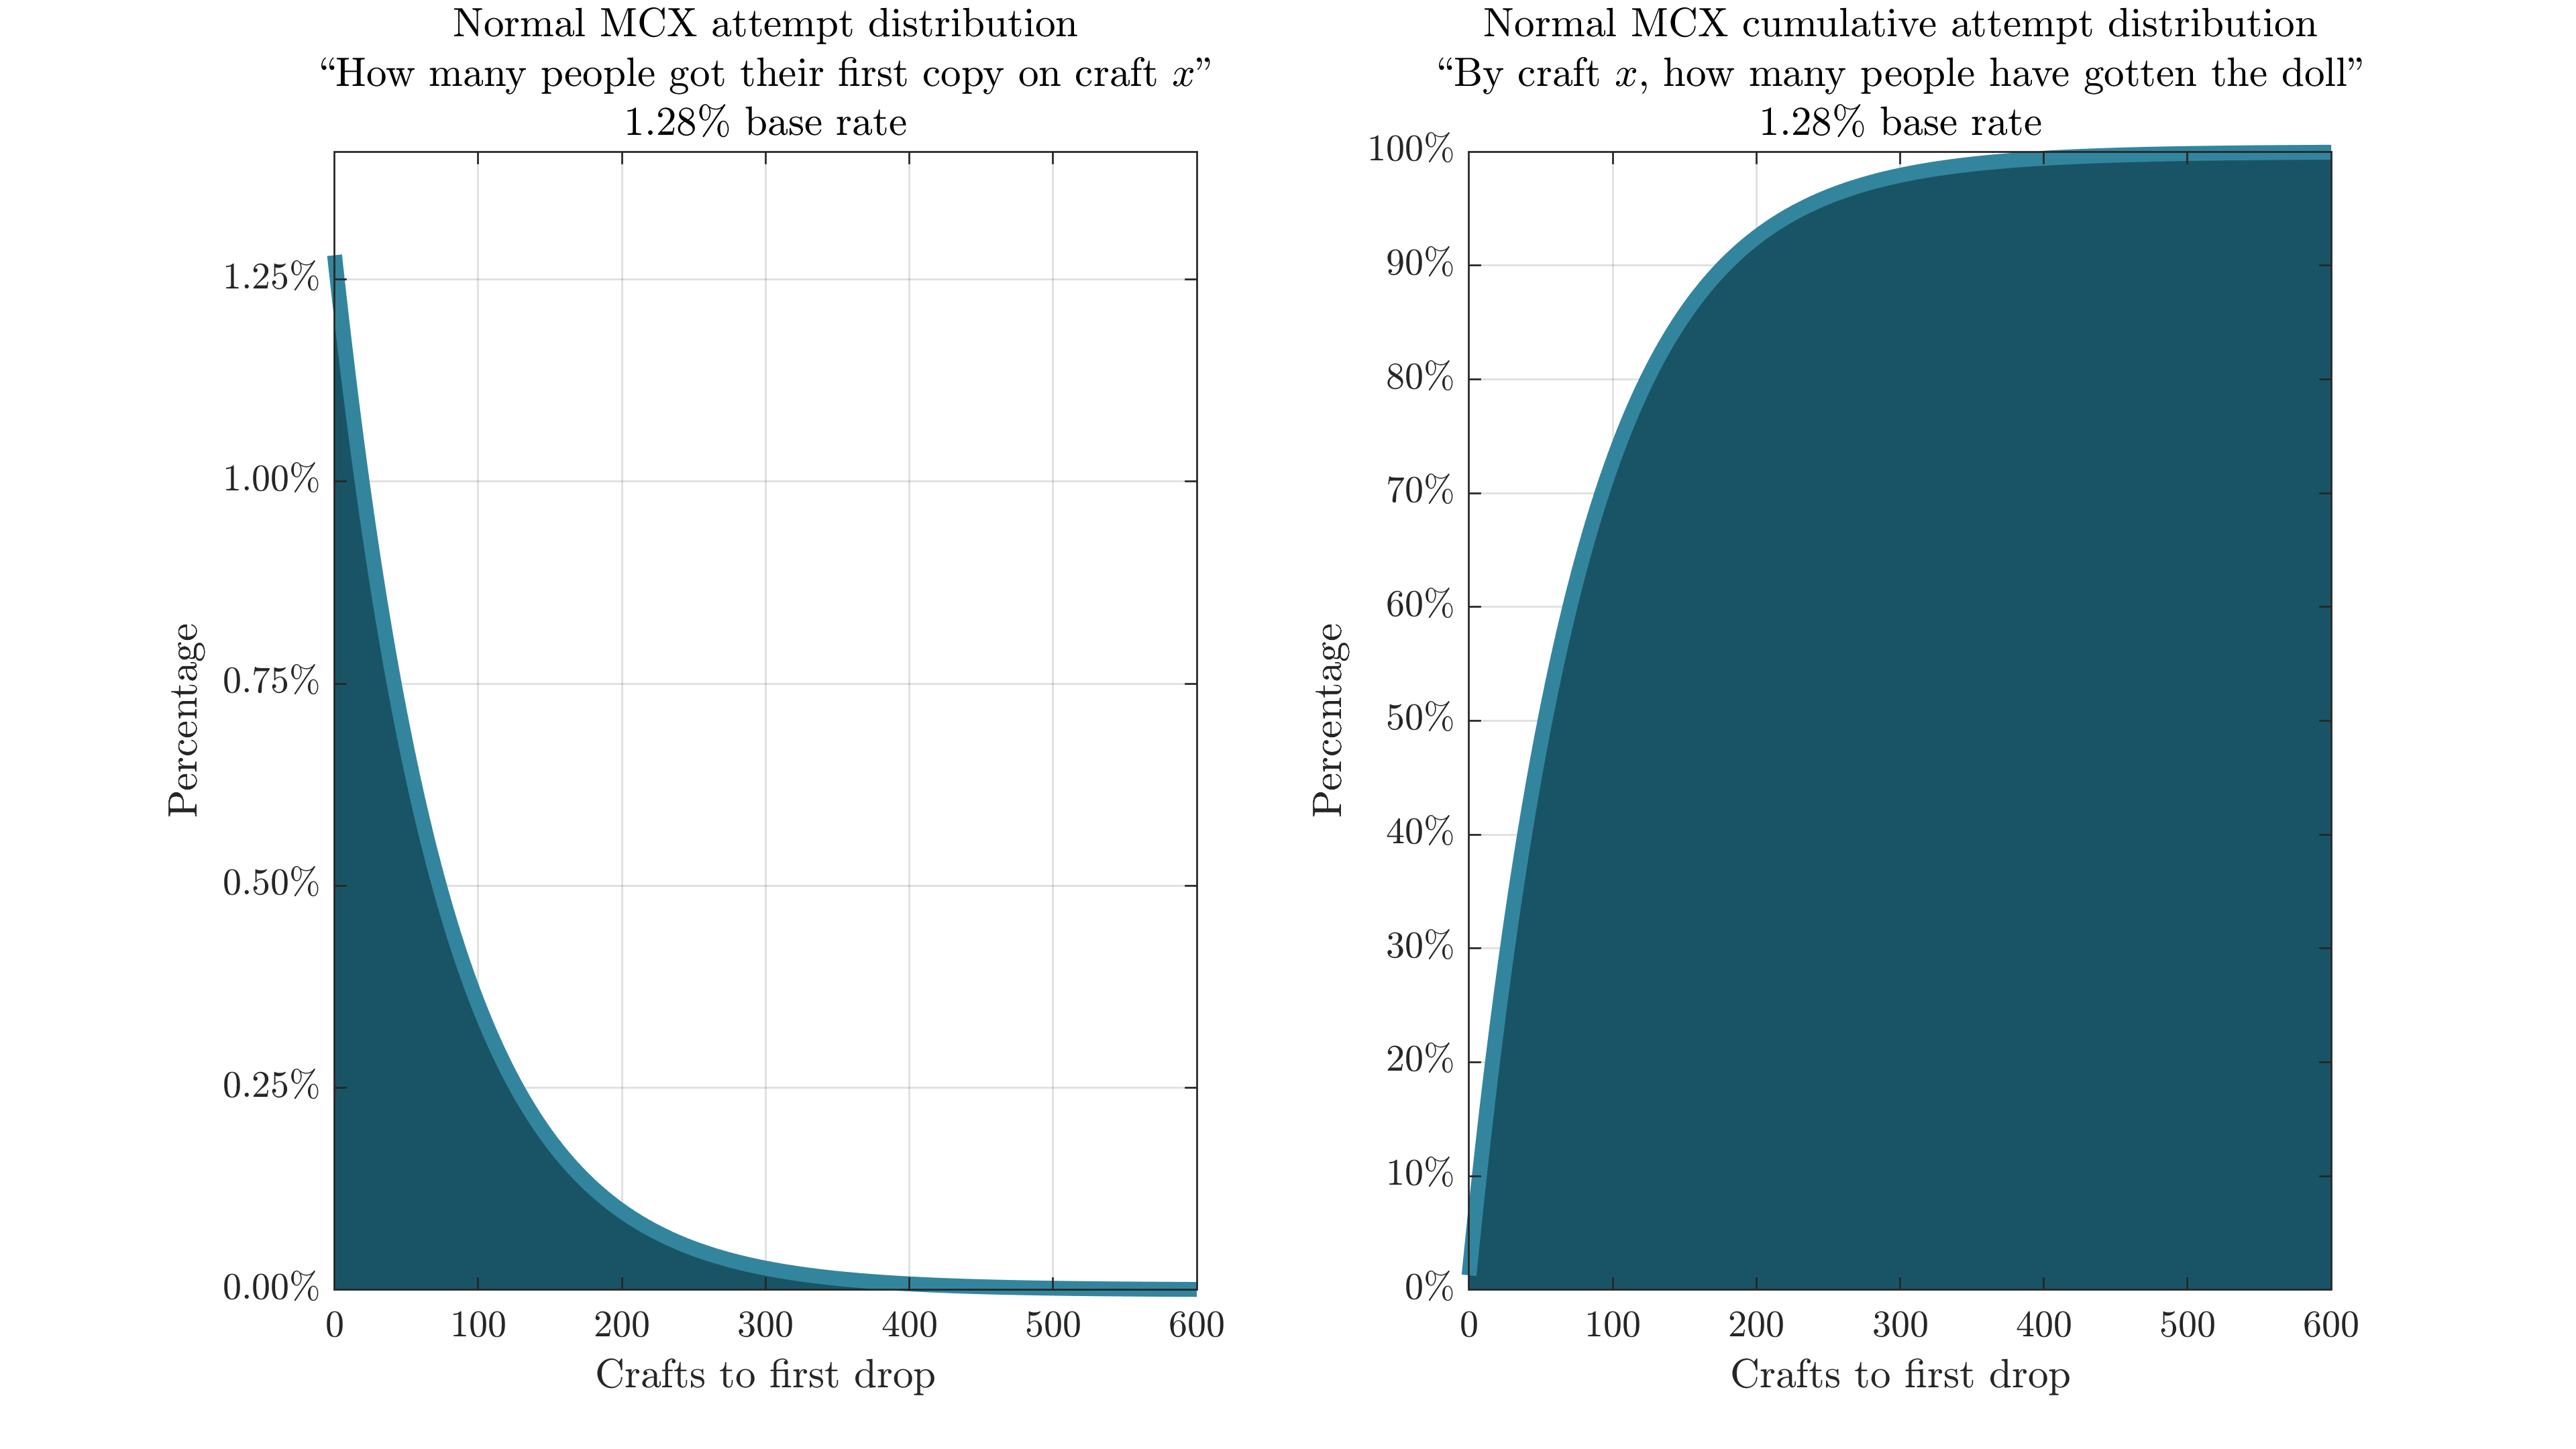 Normal MCX attempt distribution
“How many people got their first copy on craft x”
1.28% base rate
1.25%
1.00%
0.75%
0.50%
0.25%
0.00%
Percentage
0 100 200 300 400 500 600
Crafts to first drop
Normal MCX cumulative attempt distribution
“By craft x, how many people have gotten the doll”
1.28% base rate
100%
90%
80%
70%
60%
50%
40%
30%
20%
10%
0%
Percentage
0 100 200 300 400 500 600
Crafts to first drop